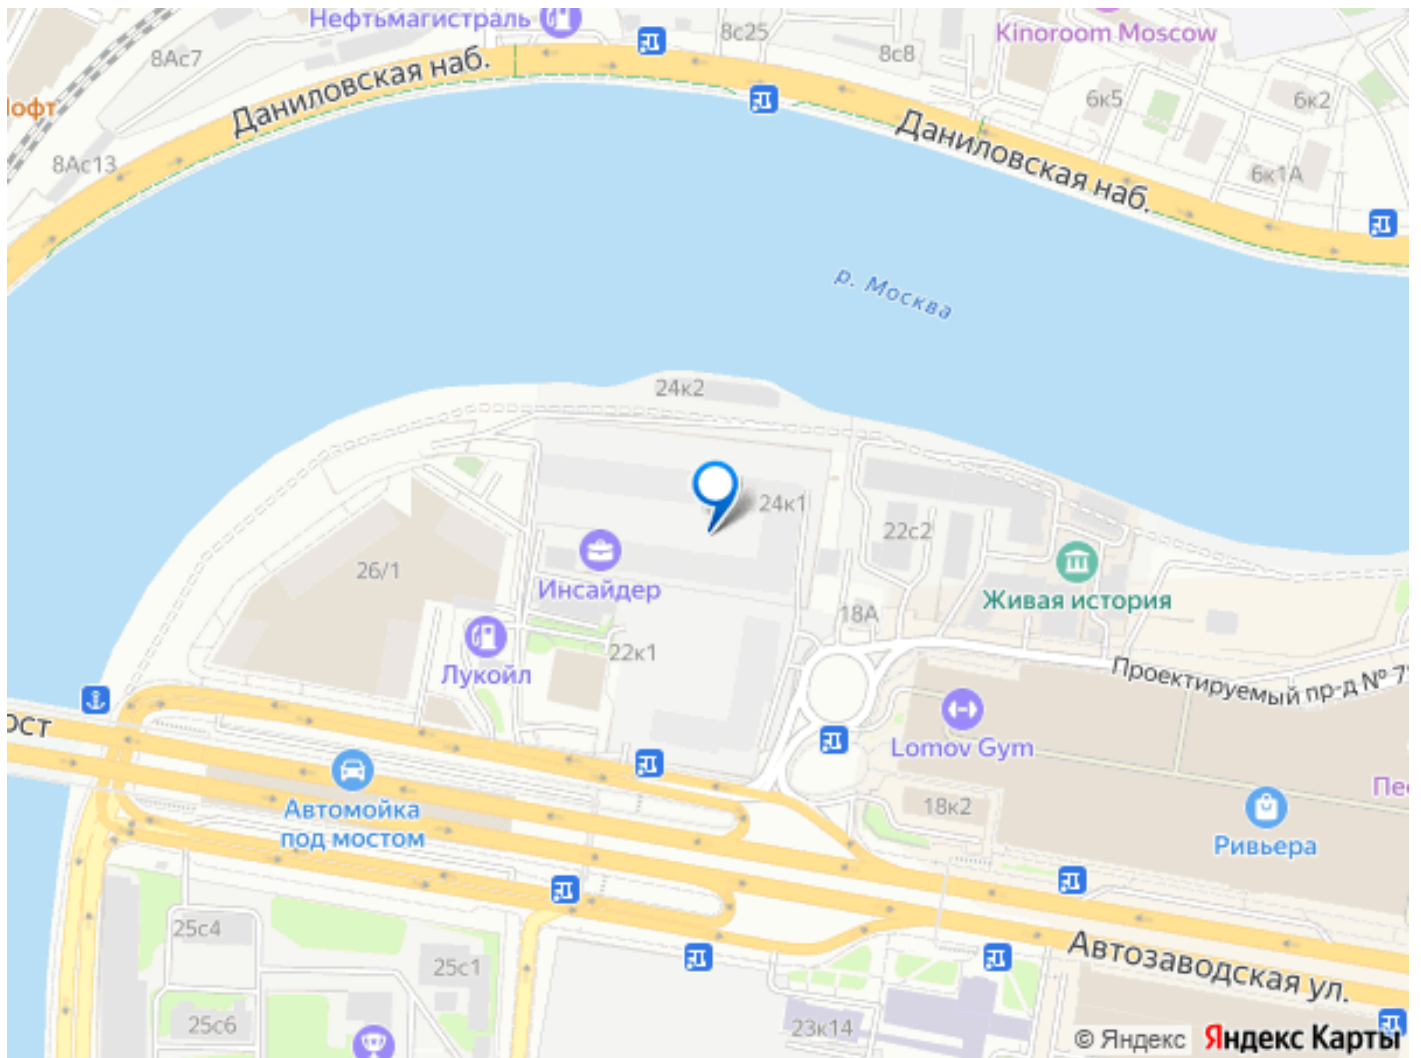 Нефтьмагистраль
8с25
8с8
Kinoroom Moscow
8Ас7
Даниловская наб.
6к5
6к2
Лофт
Даниловская наб.
8Ас13
6к1А
р. Москва
24к2
24к1
22с2
26/1
Инсайдер
Живая история
18А
22к1
Лукойл
Проектируемый пр-д № 7
ост
Lomov Gym
Автомойка
под мостом
18к2
Пес
Ривьера
25с4
Автозаводская ул.
25с1
25с6
23к14
© Яндекс Яндекс Карты